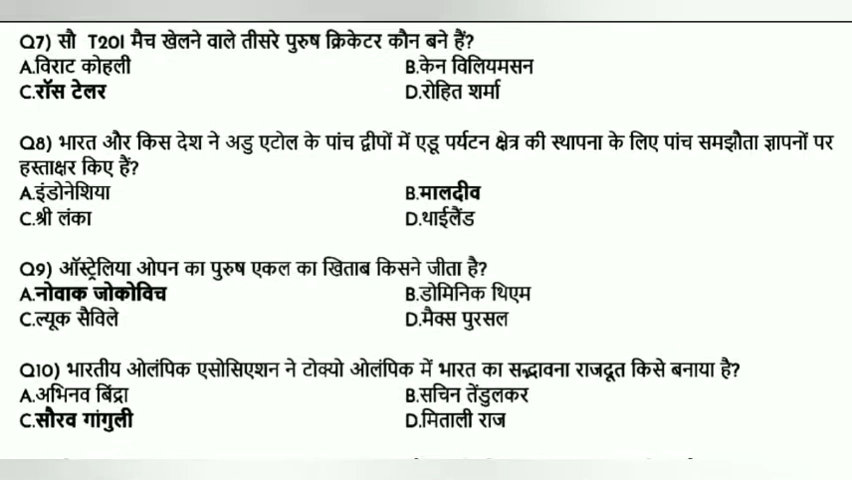 Q7) सौ T20I मैच खेलने वाले तीसरे पुरुष क्रिकेटर कौन बने हैं?
A.विराट कोहली B.केन विलियमसन
C.रॉस टेलर D.रोहित शर्मा
Q8) भारत और किस देश ने अडु एटोल के पांच द्वीपों में एडू पर्यटन क्षेत्र की स्थापना के लिए पांच समझौता ज्ञापनों पर
हस्ताक्षर किए हैं?
A.इंडोनेशिया B.मालदीव
C.श्री लंका D.थाईलैंड
Q9) ऑस्ट्रेलिया ओपन का पुरुष एकल का खिताब किसने जीता है?
A.नोवाक जोकोविच B.डोमिनिक थिएम
C.ल्यूक सैविले D.मैक्स पुरसल
Q10) भारतीय ओलंपिक एसोसिएशन ने टोक्यो ओलंपिक में भारत का सद्भावना राजदूत किसे बनाया है?
A.अभिनव बिंद्रा B.सचिन तेंडुलकर
C.सौरव गांगुली D.मिताली राज